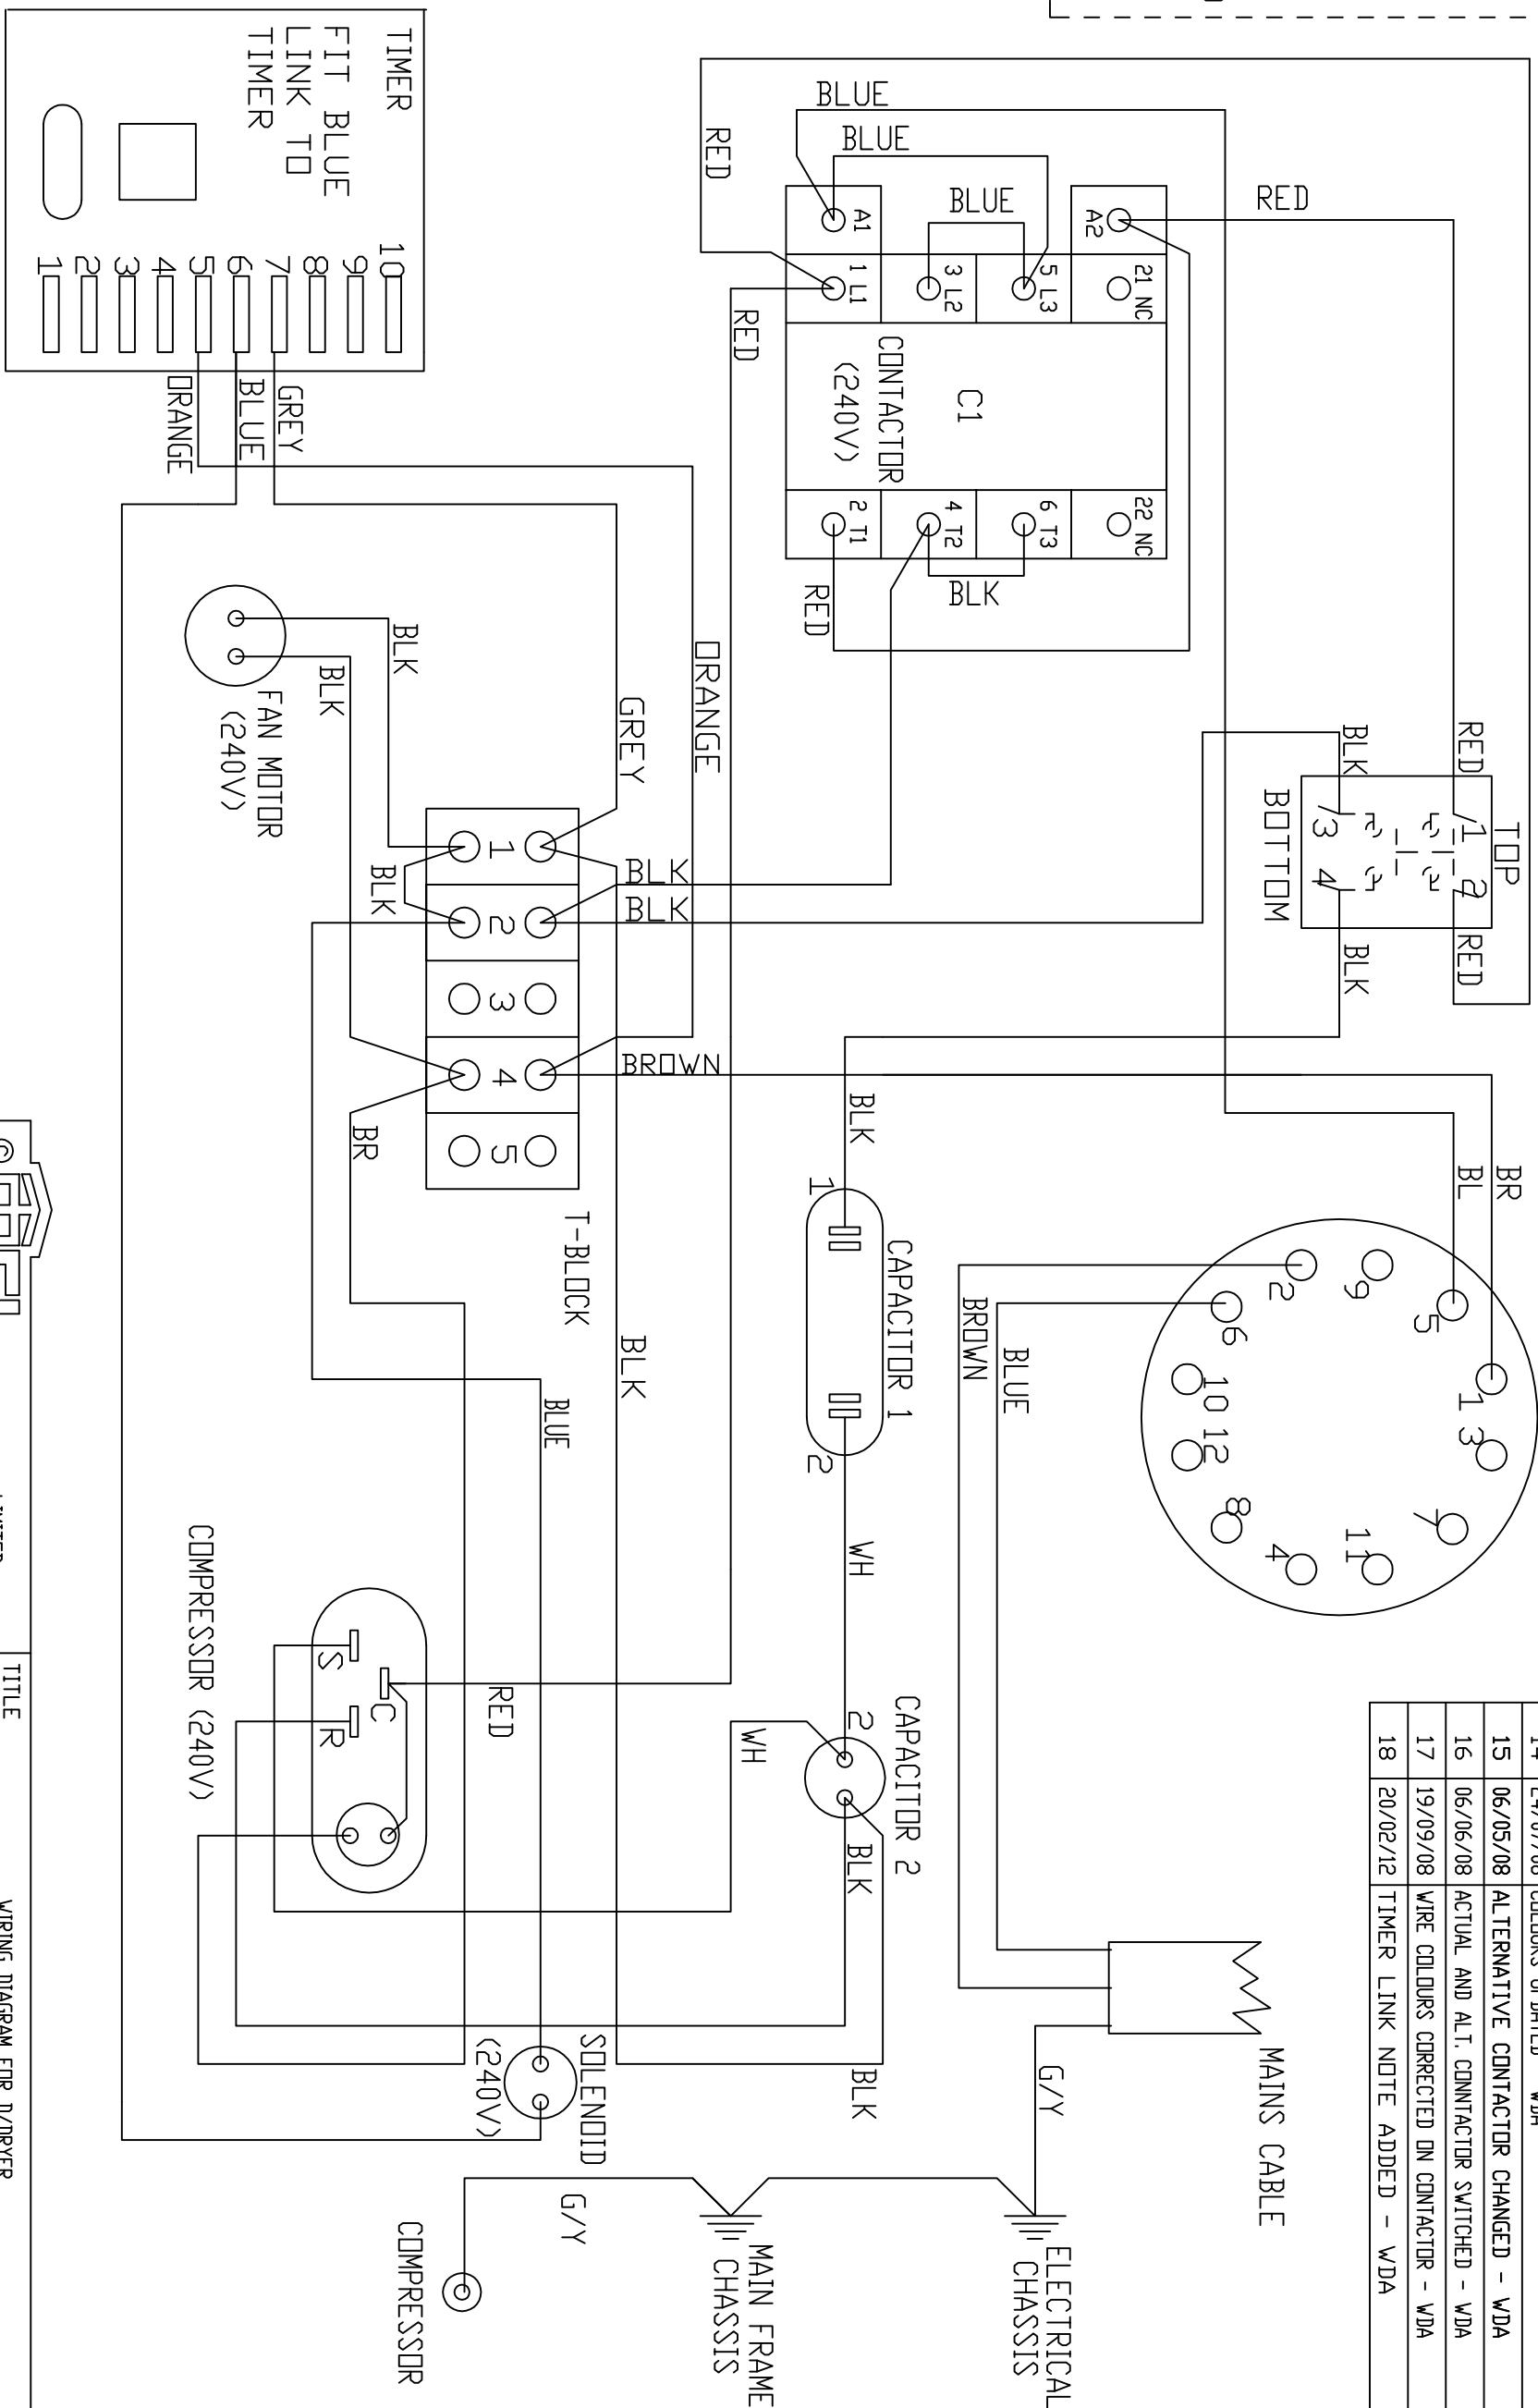 TIMER
FIT BLUE
LINK TO
TIMER
1
2
3
4
5
6
7
8
9
10
ORANGE
BLUE
GREY
BLUE
BLUE
BLUE
RED
RED
RED
A1
A2
1 L1
3 L2
5 L3
21 NC
C1
CONTACTOR
(240V)
2 T1
4 T2
6 T3
22 NC
RED
BLK
ORANGE
GREY
BLK
BLK
FAN MOTOR
(240V)
BLK
RED
TOP
1
2
3
4
BOTTOM
BLK
RED
BLK
BLK
BLK
1
2
3
4
5
BROWN
BR
T-BLOCK
BLK
BLUE
BLK
1
CAPACITOR 1
2
WH
BROWN
BLUE
BL
BR
1
2
3
4
5
6
7
8
9
10
11
12
COMPRESSOR (240V)
S
C
R
RED
WH
2
CAPACITOR 2
BLK
BLK
SOLENOID
(240V)
MAINS CABLE
G/Y
G/Y
COMPRESSOR
MAIN FRAME
CHASSIS
ELECTRICAL
CHASSIS
15 06/05/08 ALTERNATIVE CONTACTOR CHANGED - WDA
16 06/06/08 ACTUAL AND ALT. CONNTACTOR SWITCHED - WDA
17 19/09/08 WIRE COLOURS CORRECTED ON CONTACTOR - WDA
18 20/02/12 TIMER LINK NOTE ADDED - WDA
TITLE
WIRING DIAGRAM FOR D/DRYER